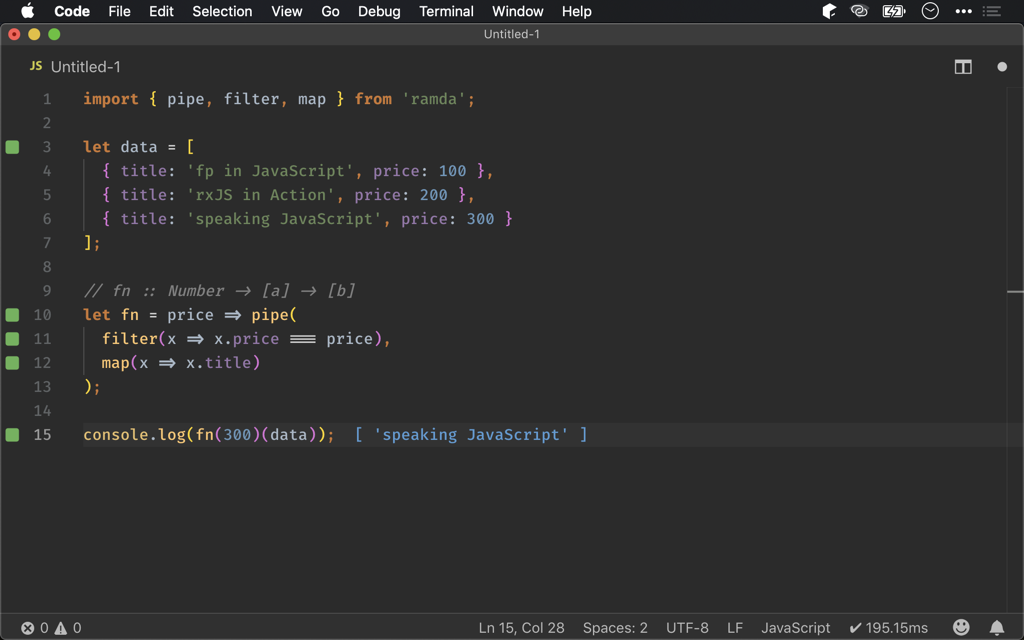 Code File Edit Selection View Go Debug Terminal Window Help
Untitled-1
JS Untitled-1
1 import { pipe, filter, map } from 'ramda';
2
3 let data = [
4 { title: 'fp in JavaScript', price: 100 },
5 { title: 'rxJS in Action', price: 200 },
6 { title: 'speaking JavaScript', price: 300 }
7 ];
8
9 // fn :: Number → [a] → [b]
10 let fn = price ⇒ pipe(
11 filter(x ⇒ x.price ≡ price),
12 map(x ⇒ x.title)
13 );
14
15 console.log(fn(300)(data)); [ 'speaking JavaScript' ]
0 0 Ln 15, Col 28 Spaces: 2 UTF-8 LF JavaScript ✔ 195.15ms